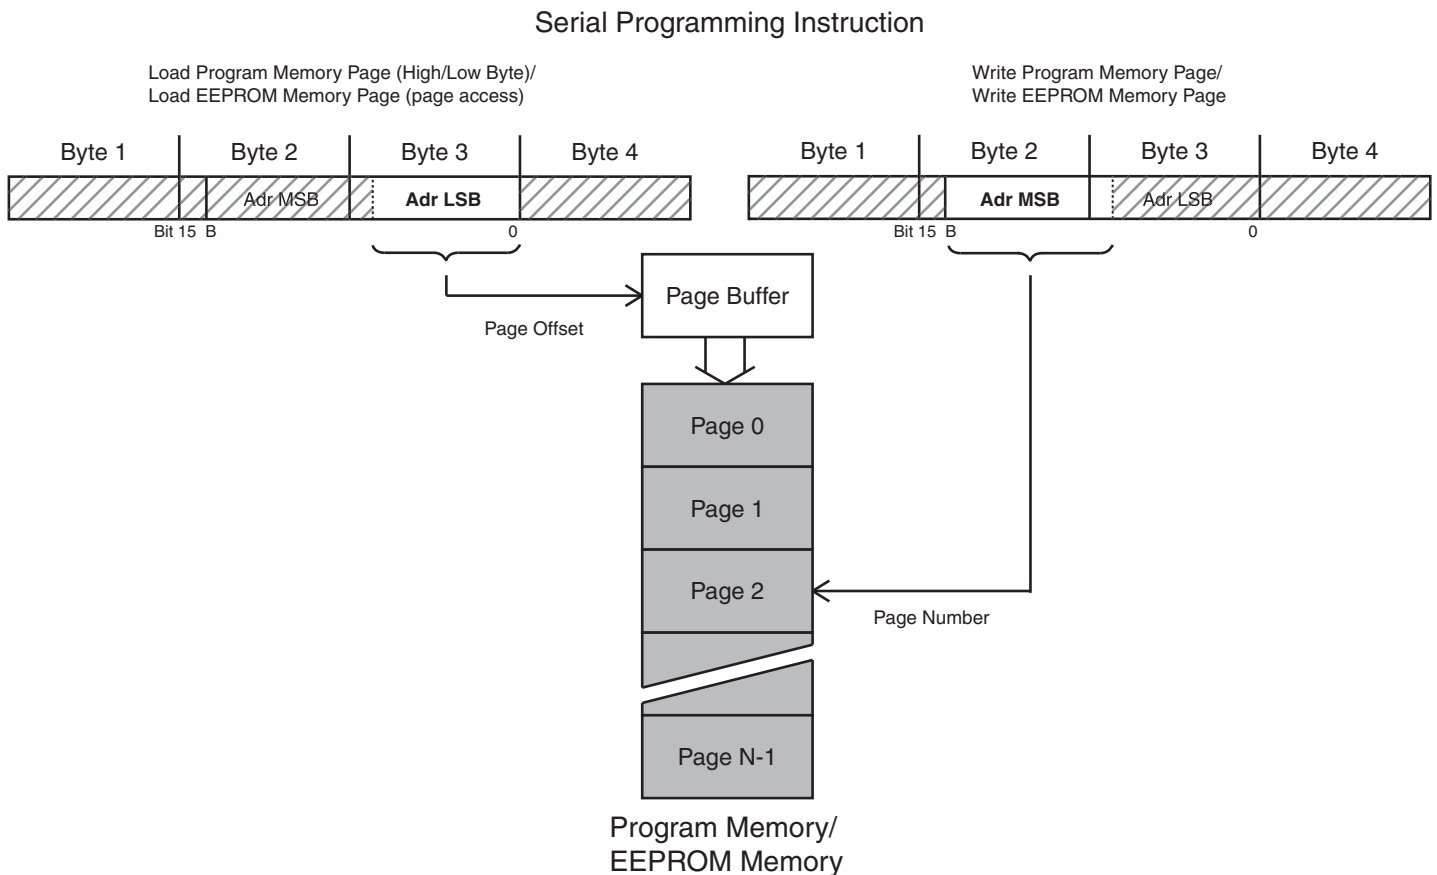 Serial Programming Instruction
Load Program Memory Page (High/Low Byte)/
Load EEPROM Memory Page (page access)
Write Program Memory Page/
Write EEPROM Memory Page
Byte 1 Byte 2 Byte 3 Byte 4
Adr MSB Adr LSB
Bit 15 B 0
Byte 1 Byte 2 Byte 3 Byte 4
Adr MSB Adr LSB
Bit 15 B 0
Page Buffer
Page Offset
Page 0
Page 1
Page 2
Page Number
Page N-1
Program Memory/
EEPROM Memory